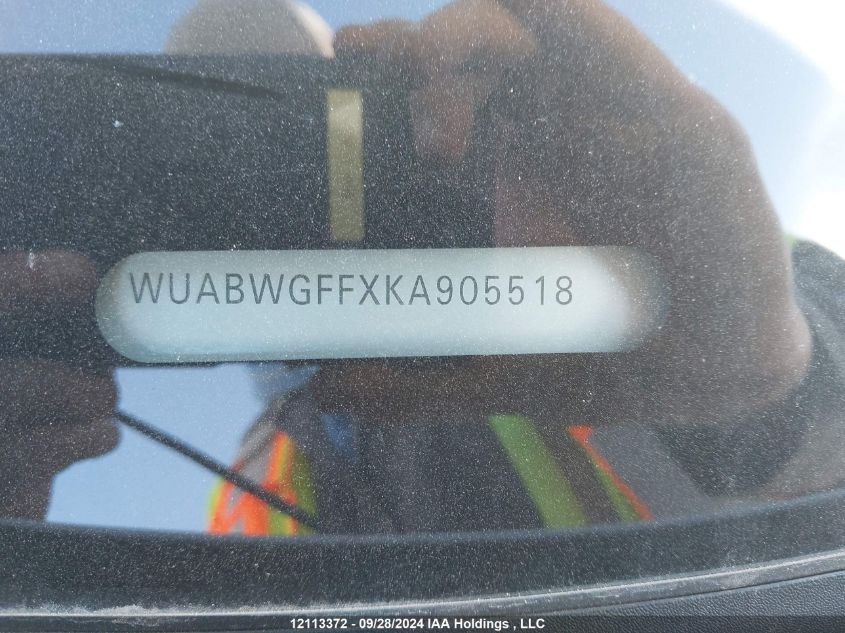 WUABWGFFXKA905518
12113372 - 09/28/2024 IAA Holdings , LLC